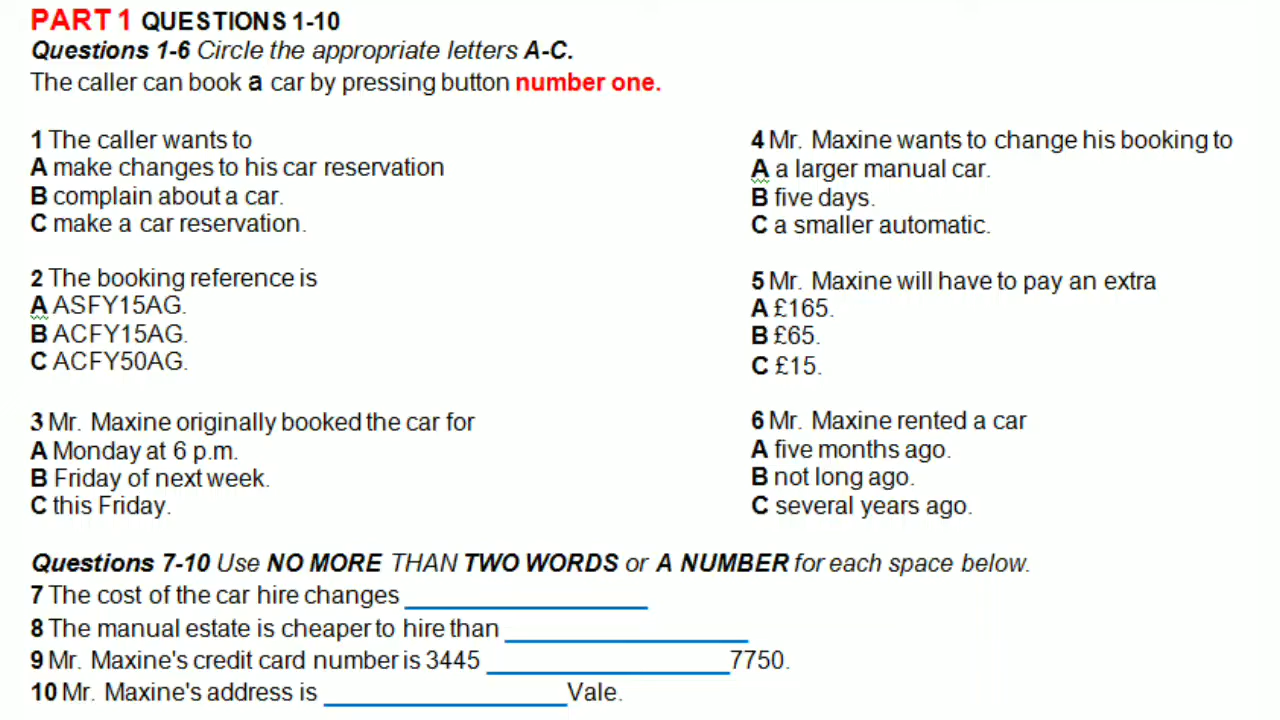 PART 1 QUESTIONS 1-10
Questions 1-6 Circle the appropriate letters A-C.
The caller can book a car by pressing button number one.
1 The caller wants to
A make changes to his car reservation
B complain about a car.
C make a car reservation.
2 The booking reference is
A ASFY15AG.
B ACFY15AG.
C ACFY50AG.
3 Mr. Maxine originally booked the car for
A Monday at 6 p.m.
B Friday of next week.
C this Friday.
4 Mr. Maxine wants to change his booking to
A a larger manual car.
B five days.
C a smaller automatic.
5 Mr. Maxine will have to pay an extra
A £165.
B £65.
C £15.
6 Mr. Maxine rented a car
A five months ago.
B not long ago.
C several years ago.
Questions 7-10 Use NO MORE THAN TWO WORDS or A NUMBER for each space below.
7 The cost of the car hire changes
8 The manual estate is cheaper to hire than
9 Mr. Maxine's credit card number is 3445 7750.
10 Mr. Maxine's address is Vale.